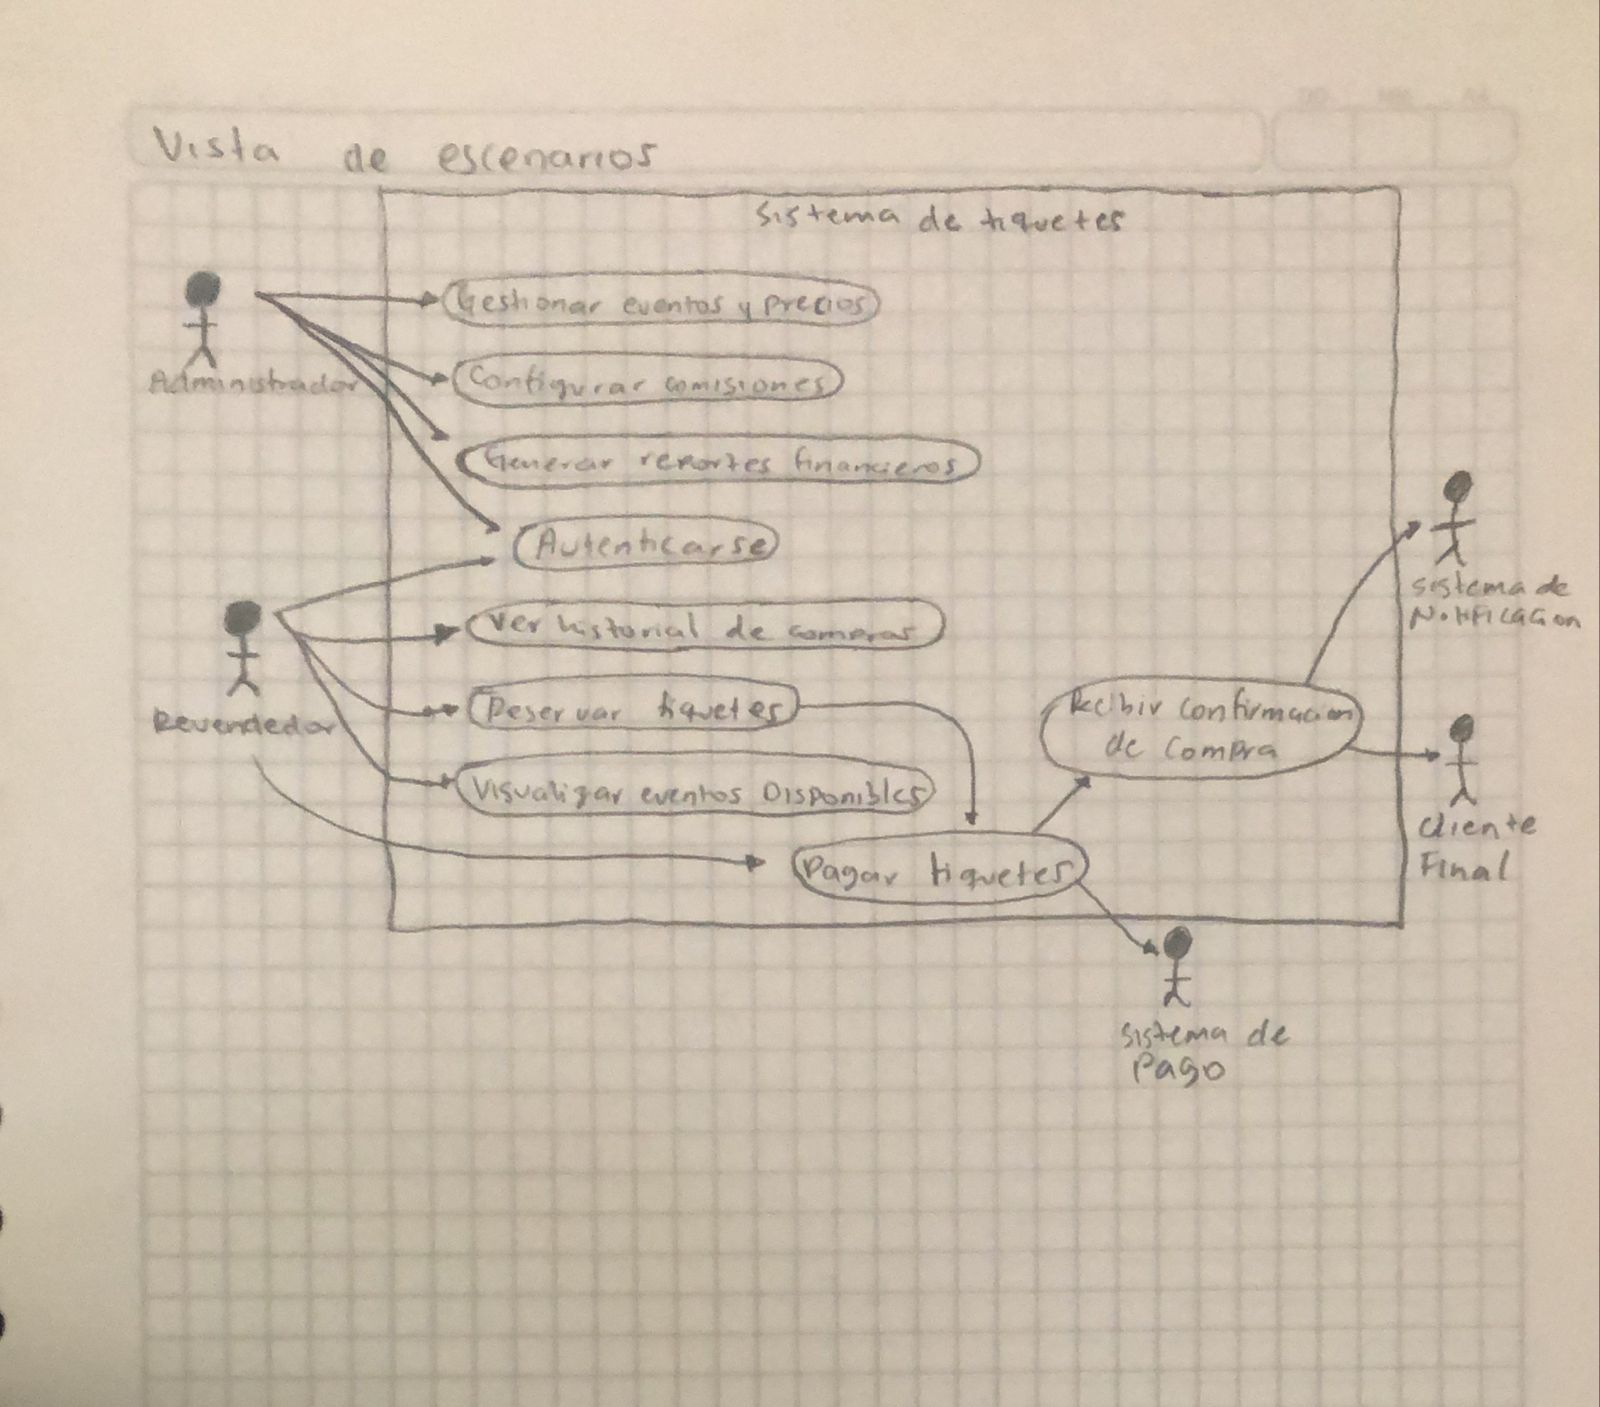 Vista de escenarios
Sistema de tiquetes
Gestionar eventos y precios
Administrador
Configurar comisiones
Generar reportes financieros
Autenticarse
Sistema de
Notificacion
Ver historial de compras
Revendedor
Reservar tiquetes
Recibir confirmacion
de compra
Visualizar eventos Disponibles
Cliente
Final
Pagar tiquetes
Sistema de
Pago